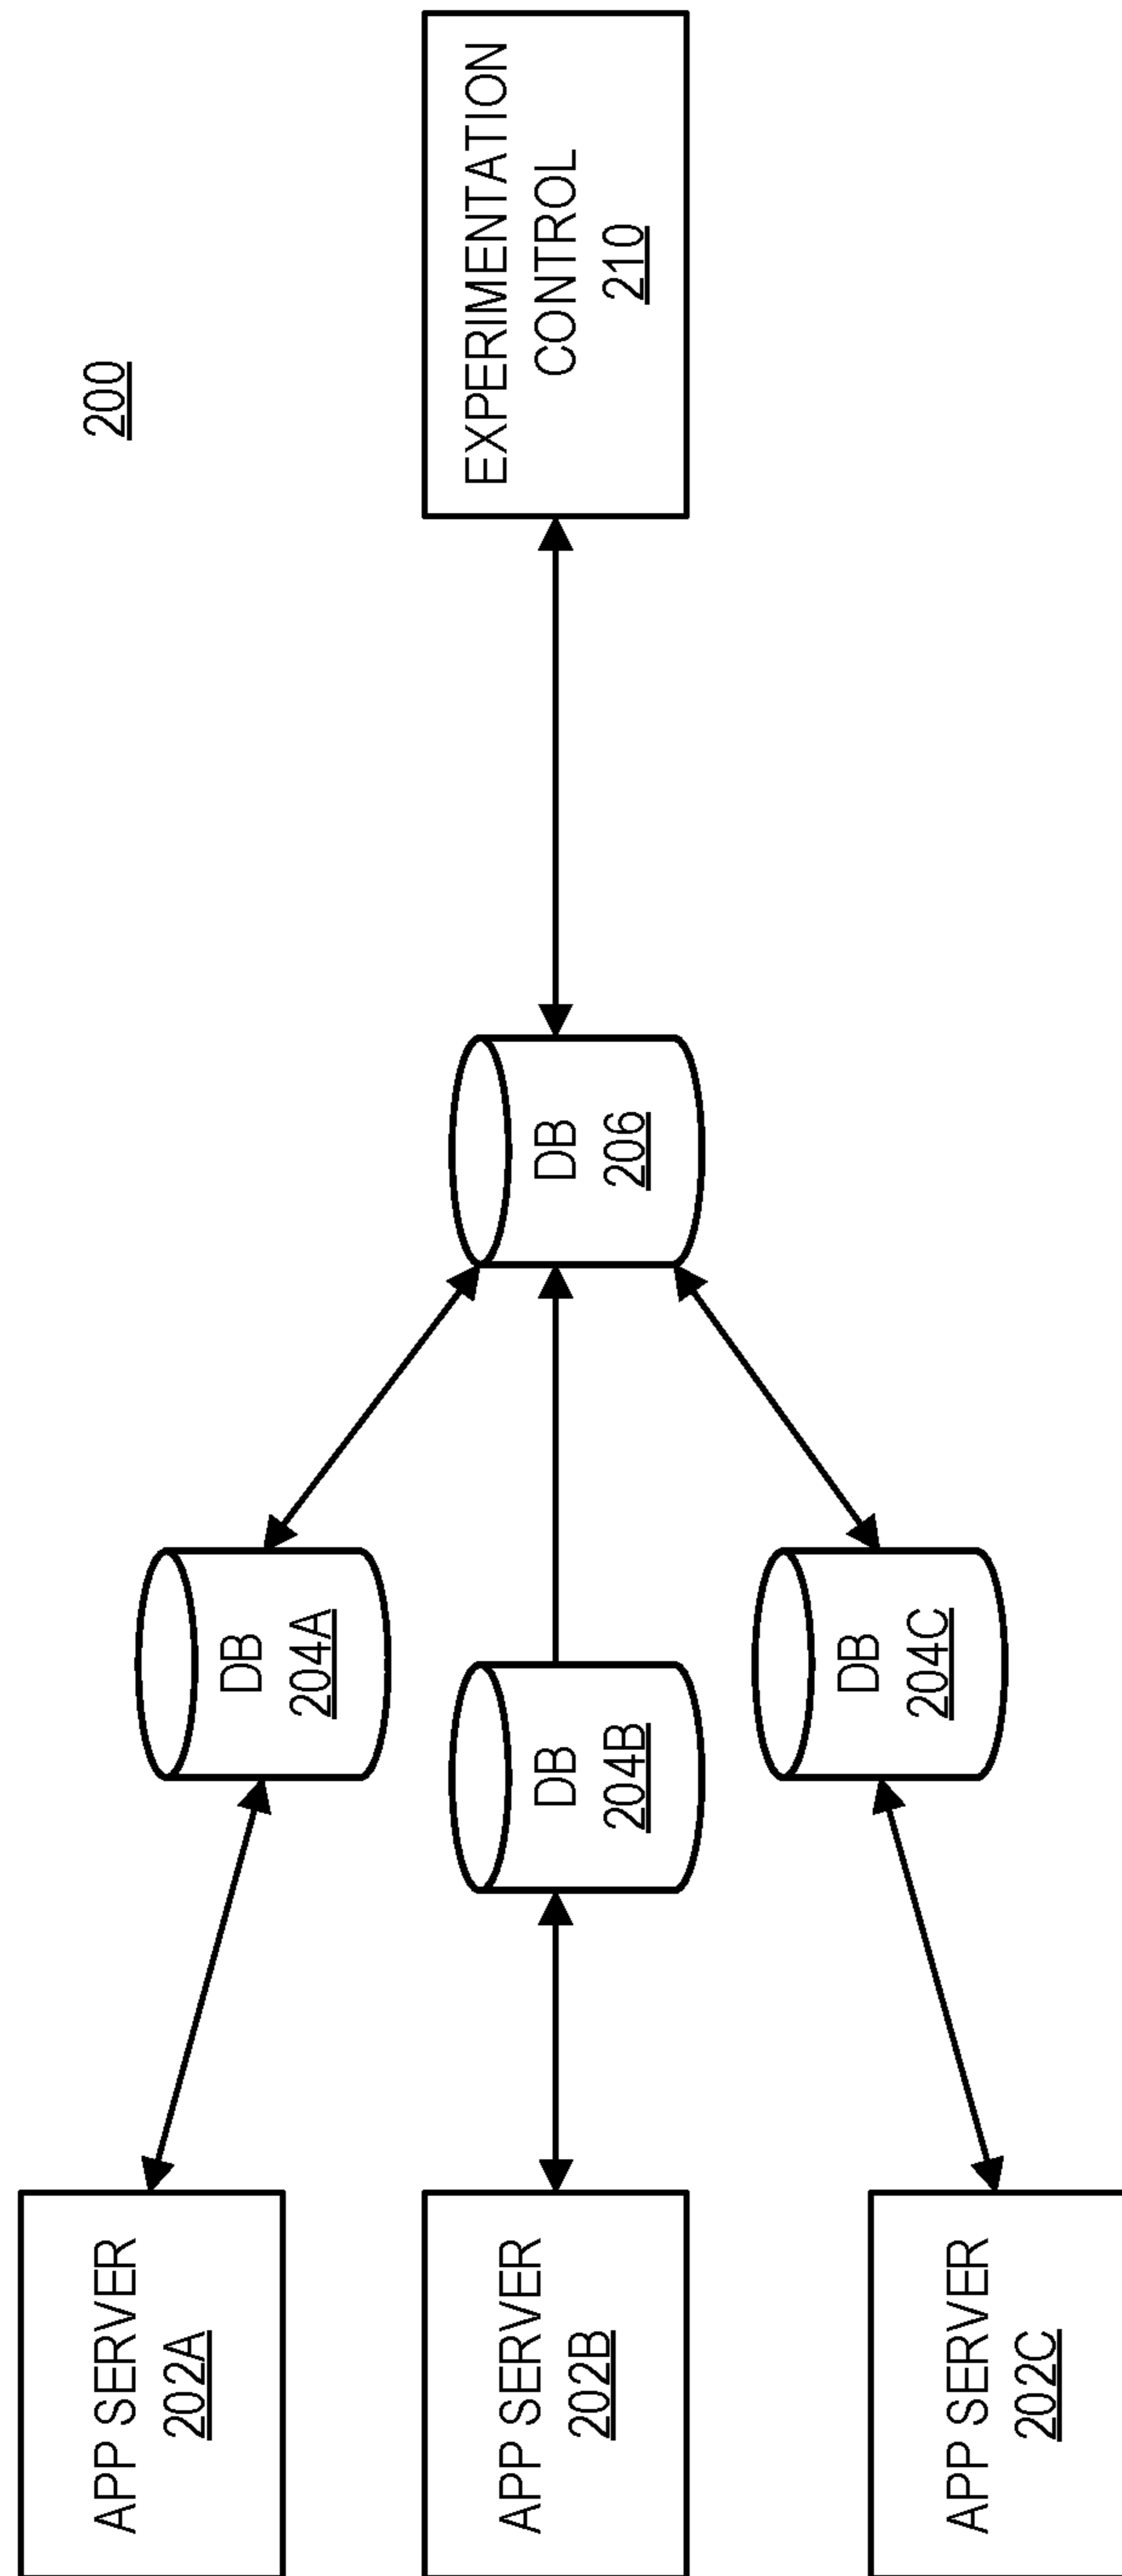 200
APP SERVER
202A
DB
204A
APP SERVER
202B
DB
204B
DB
206
EXPERIMENTATION
CONTROL
210
APP SERVER
202C
DB
204C